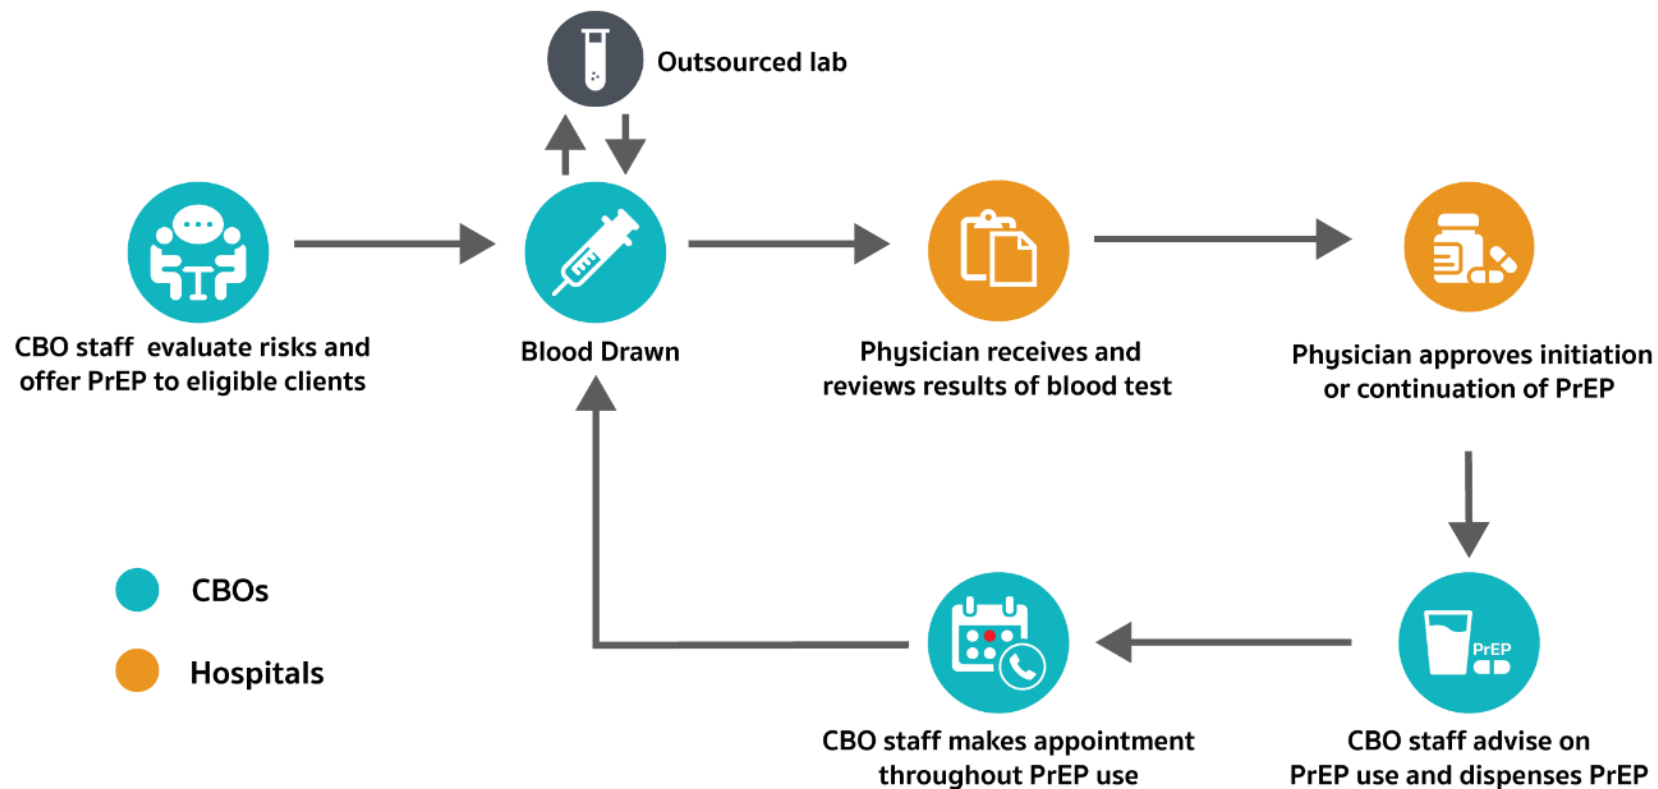 Outsourced lab
CBO staff evaluate risks and
offer PrEP to eligible clients
Blood Drawn
Physician receives and
reviews results of blood test
Physician approves initiation
or continuation of PrEP
CBOs
Hospitals
CBO staff makes appointment
throughout PrEP use
PrEP
CBO staff advise on
PrEP use and dispenses PrEP